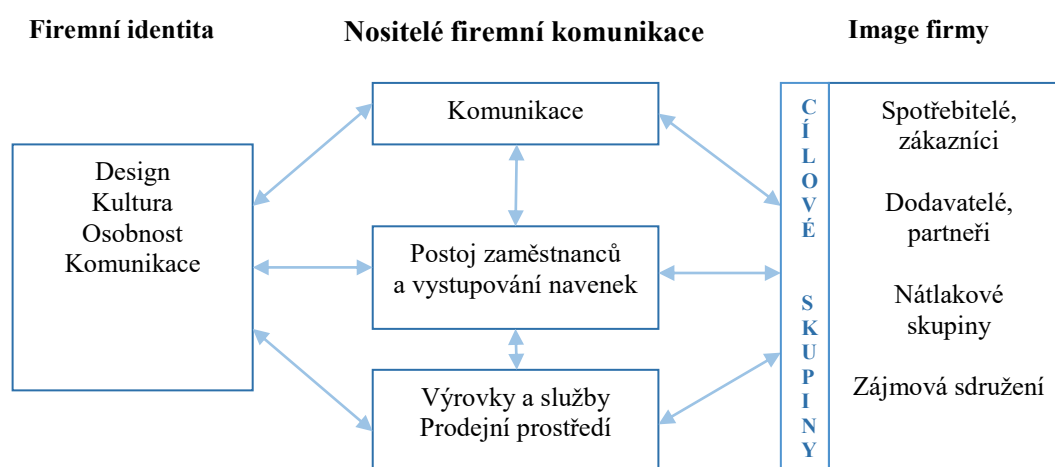 Firemní identita
Nositelé firemní komunikace
Image firmy
Design
Kultura
Osobnost
Komunikace
Komunikace
Postoj zaměstnanců
a vystupování navenek
Výrovky a služby
Prodejní prostředí
CÍLOVÉ SKUPINY
Spotřebitelé,
zákazníci
Dodavatelé,
partneři
Nátlakové
skupiny
Zájmová sdružení